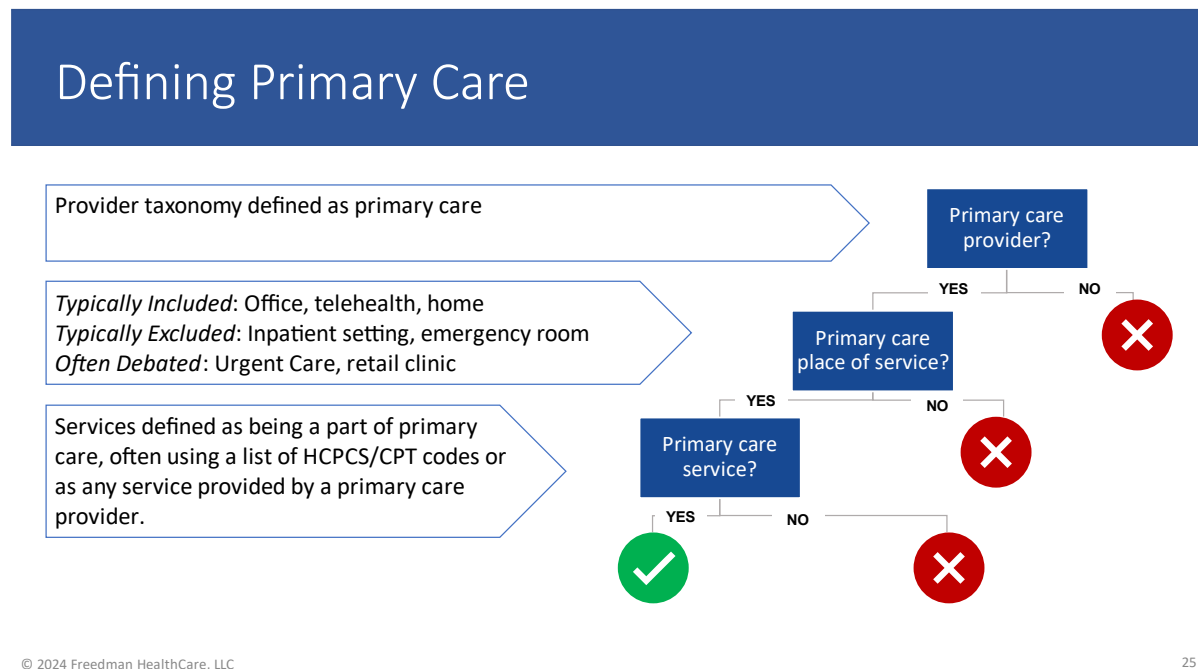 Defining Primary Care
Provider taxonomy defined as primary care
Primary care
provider?
YES
NO
Typically Included: Office, telehealth, home
Typically Excluded: Inpatient setting, emergency room
Often Debated: Urgent Care, retail clinic
Primary care
place of service?
YES
NO
Services defined as being a part of primary
care, often using a list of HCPCS/CPT codes or
as any service provided by a primary care
provider.
Primary care
service?
YES
NO
© 2024 Freedman HealthCare, LLC
25